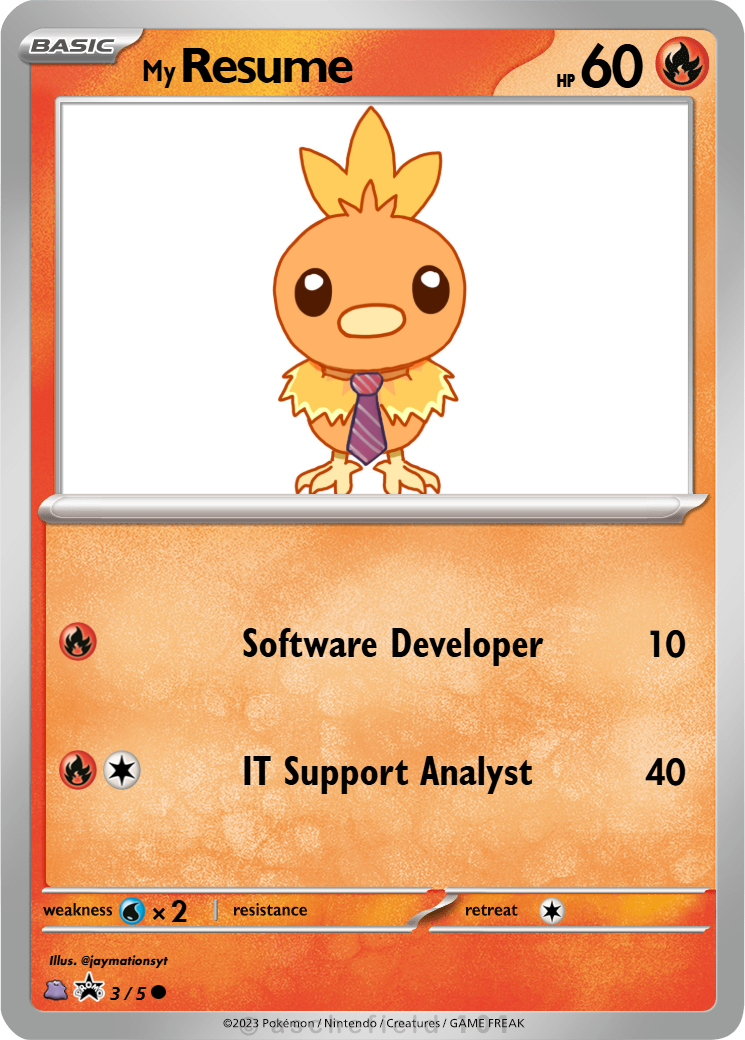 BASIC
My Resume
HP 60
Software Developer 10
IT Support Analyst 40
weakness × 2 resistance retreat
Illus. @jaymationsyt
PROMO 3 / 5
©2023 Pokémon / Nintendo / Creatures / GAME FREAK